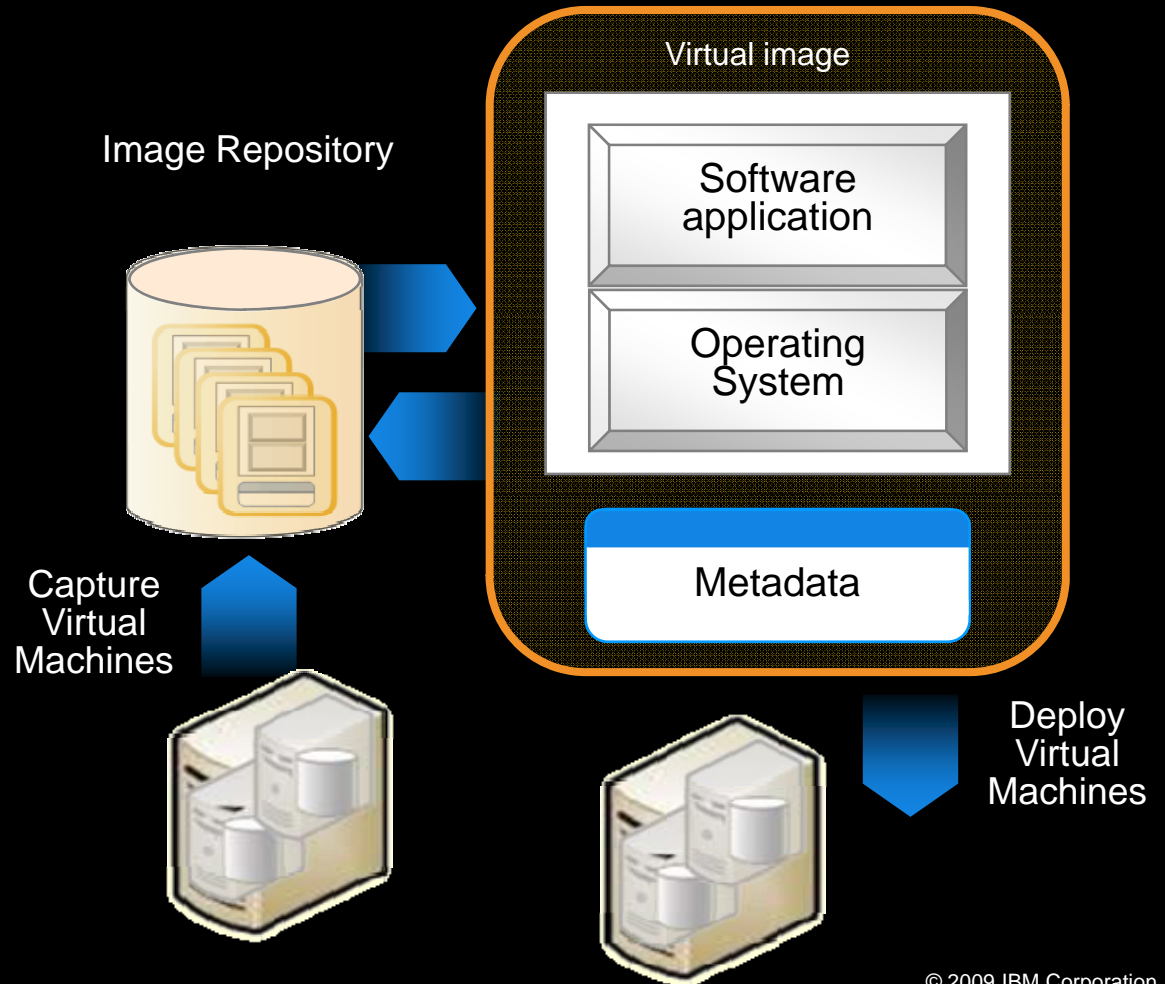 Virtual image
Image Repository
Software
application
Operating
System
Metadata
Capture
Virtual
Machines
Deploy
Virtual
Machines
© 2009 IBM Corporation